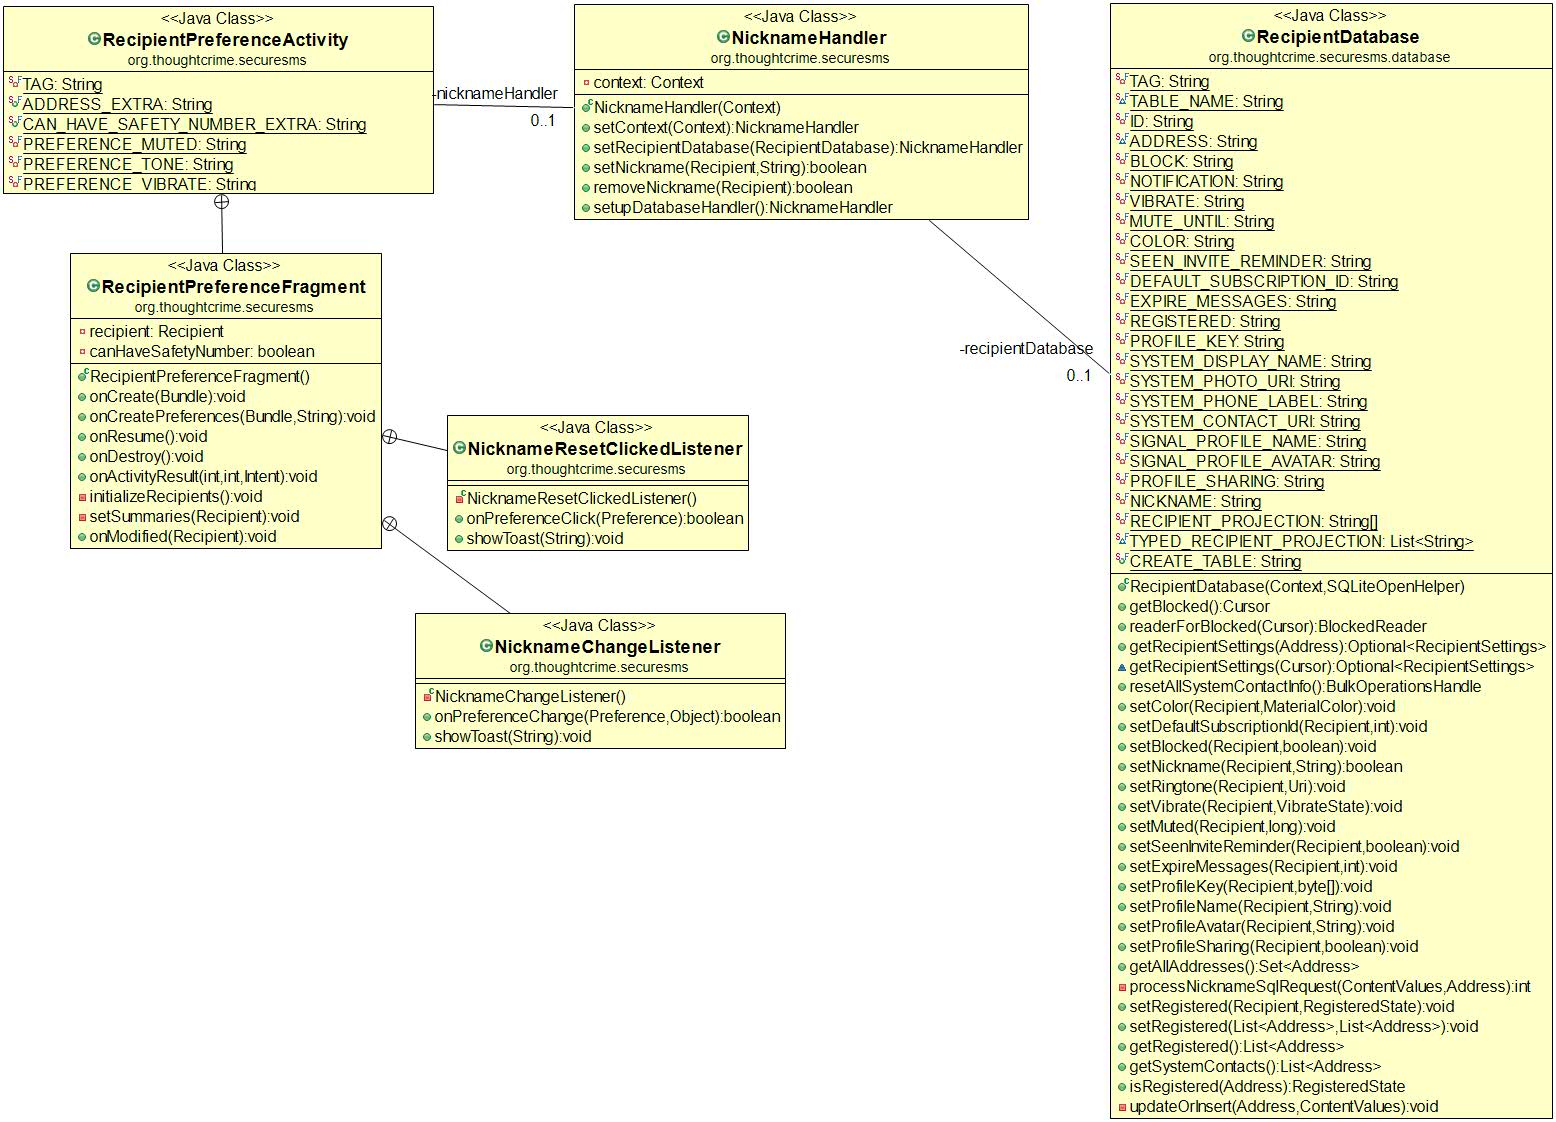 <<Java Class>>
RecipientPreferenceActivity
org.thoughtcrime.securesms
TAG: String
ADDRESS_EXTRA: String
CAN_HAVE_SAFETY_NUMBER_EXTRA: String
PREFERENCE_MUTED: String
PREFERENCE_TONE: String
PREFERENCE_VIBRATE: String
-nicknameHandler
0..1
<<Java Class>>
NicknameHandler
org.thoughtcrime.securesms
context: Context
NicknameHandler(Context)
setContext(Context):NicknameHandler
setRecipientDatabase(RecipientDatabase):NicknameHandler
setNickname(Recipient,String):boolean
removeNickname(Recipient):boolean
setupDatabaseHandler():NicknameHandler
-recipientDatabase
0..1
<<Java Class>>
RecipientPreferenceFragment
org.thoughtcrime.securesms
recipient: Recipient
canHaveSafetyNumber: boolean
RecipientPreferenceFragment()
onCreate(Bundle):void
onCreatePreferences(Bundle,String):void
onResume():void
onDestroy():void
onActivityResult(int,int,Intent):void
initializeRecipients():void
setSummaries(Recipient):void
onModified(Recipient):void
<<Java Class>>
NicknameResetClickedListener
org.thoughtcrime.securesms
NicknameResetClickedListener()
onPreferenceClick(Preference):boolean
showToast(String):void
<<Java Class>>
NicknameChangeListener
org.thoughtcrime.securesms
NicknameChangeListener()
onPreferenceChange(Preference,Object):boolean
showToast(String):void
<<Java Class>>
RecipientDatabase
org.thoughtcrime.securesms.database
TAG: String
TABLE_NAME: String
ID: String
ADDRESS: String
BLOCK: String
NOTIFICATION: String
VIBRATE: String
MUTE_UNTIL: String
COLOR: String
SEEN_INVITE_REMINDER: String
DEFAULT_SUBSCRIPTION_ID: String
EXPIRE_MESSAGES: String
REGISTERED: String
PROFILE_KEY: String
SYSTEM_DISPLAY_NAME: String
SYSTEM_PHOTO_URI: String
SYSTEM_PHONE_LABEL: String
SYSTEM_CONTACT_URI: String
SIGNAL_PROFILE_NAME: String
SIGNAL_PROFILE_AVATAR: String
PROFILE_SHARING: String
NICKNAME: String
RECIPIENT_PROJECTION: String[]
TYPED_RECIPIENT_PROJECTION: List<String>
CREATE_TABLE: String
RecipientDatabase(Context,SQLiteOpenHelper)
getBlocked():Cursor
readerForBlocked(Cursor):BlockedReader
getRecipientSettings(Address):Optional<RecipientSettings>
getRecipientSettings(Cursor):Optional<RecipientSettings>
resetAllSystemContactInfo():BulkOperationsHandle
setColor(Recipient,MaterialColor):void
setDefaultSubscriptionId(Recipient,int):void
setBlocked(Recipient,boolean):void
setNickname(Recipient,String):boolean
setRingtone(Recipient,Uri):void
setVibrate(Recipient,VibrateState):void
setMuted(Recipient,long):void
setSeenInviteReminder(Recipient,boolean):void
setExpireMessages(Recipient,int):void
setProfileKey(Recipient,byte[]):void
setProfileName(Recipient,String):void
setProfileAvatar(Recipient,String):void
setProfileSharing(Recipient,boolean):void
getAllAddresses():Set<Address>
processNicknameSqlRequest(ContentValues,Address):int
setRegistered(Recipient,RegisteredState):void
setRegistered(List<Address>,List<Address>):void
getRegistered():List<Address>
getSystemContacts():List<Address>
isRegistered(Address):RegisteredState
updateOrInsert(Address,ContentValues):void